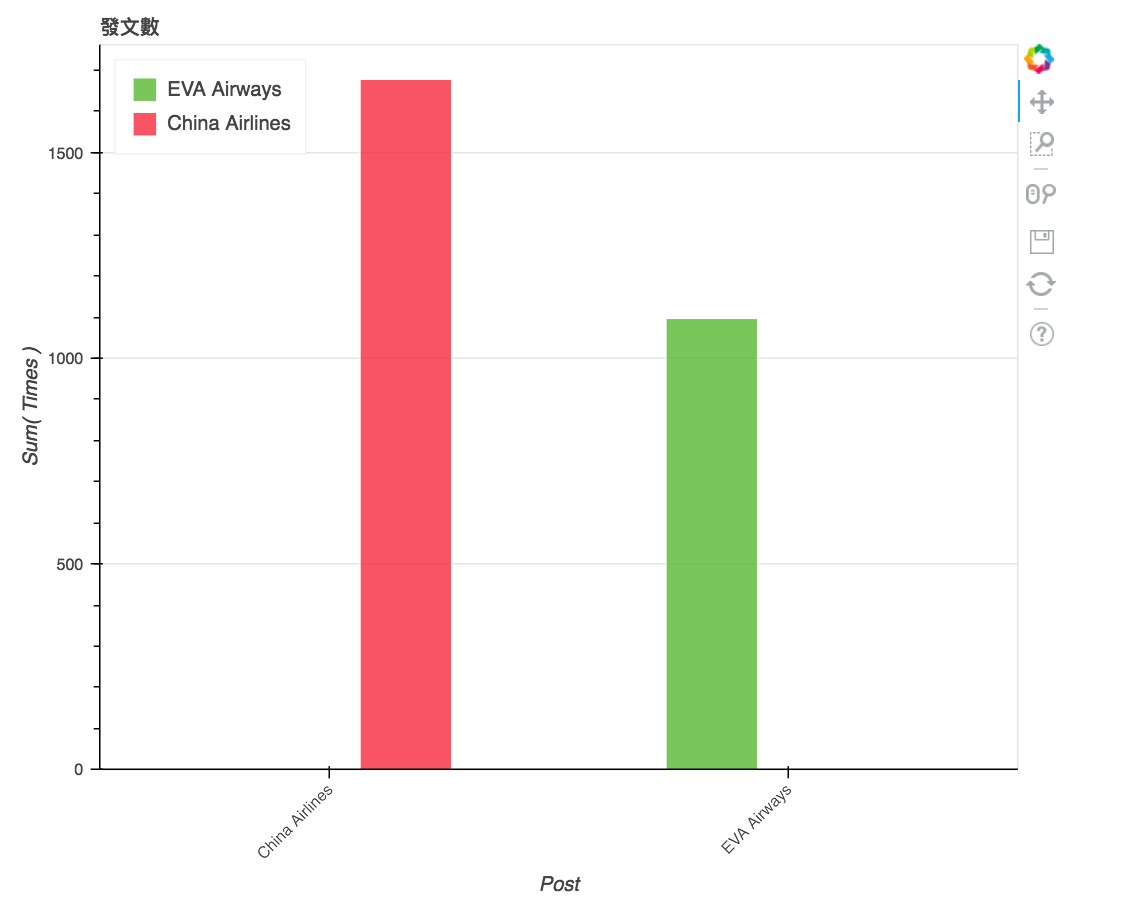 發文數
EVA Airways
China Airlines
Sum( Times )
1500
1000
500
0
China Airlines
EVA Airways
Post